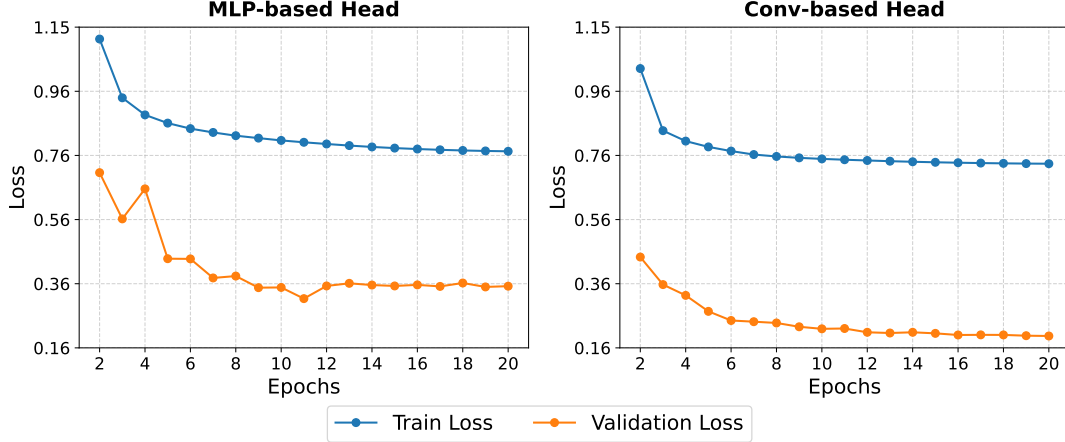 MLP-based Head
1.15
0.96
0.76
0.56
0.36
0.16
Loss
2 4 6 8 10 12 14 16 18 20
Epochs
Conv-based Head
1.15
0.96
0.76
0.56
0.36
0.16
Loss
2 4 6 8 10 12 14 16 18 20
Epochs
Train Loss Validation Loss